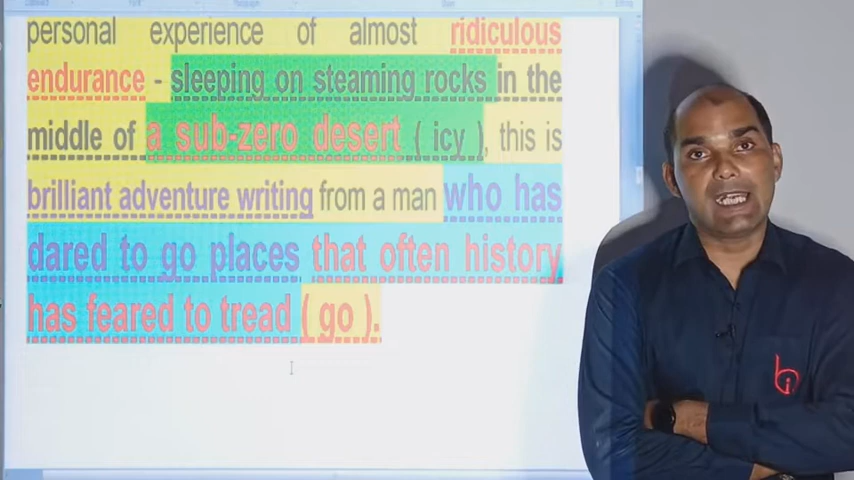 personal experience of almost ridiculous
endurance - sleeping on steaming rocks in the
middle of a sub-zero desert ( icy ), this is
brilliant adventure writing from a man who has
dared to go places that often history
has feared to tread ( go ).